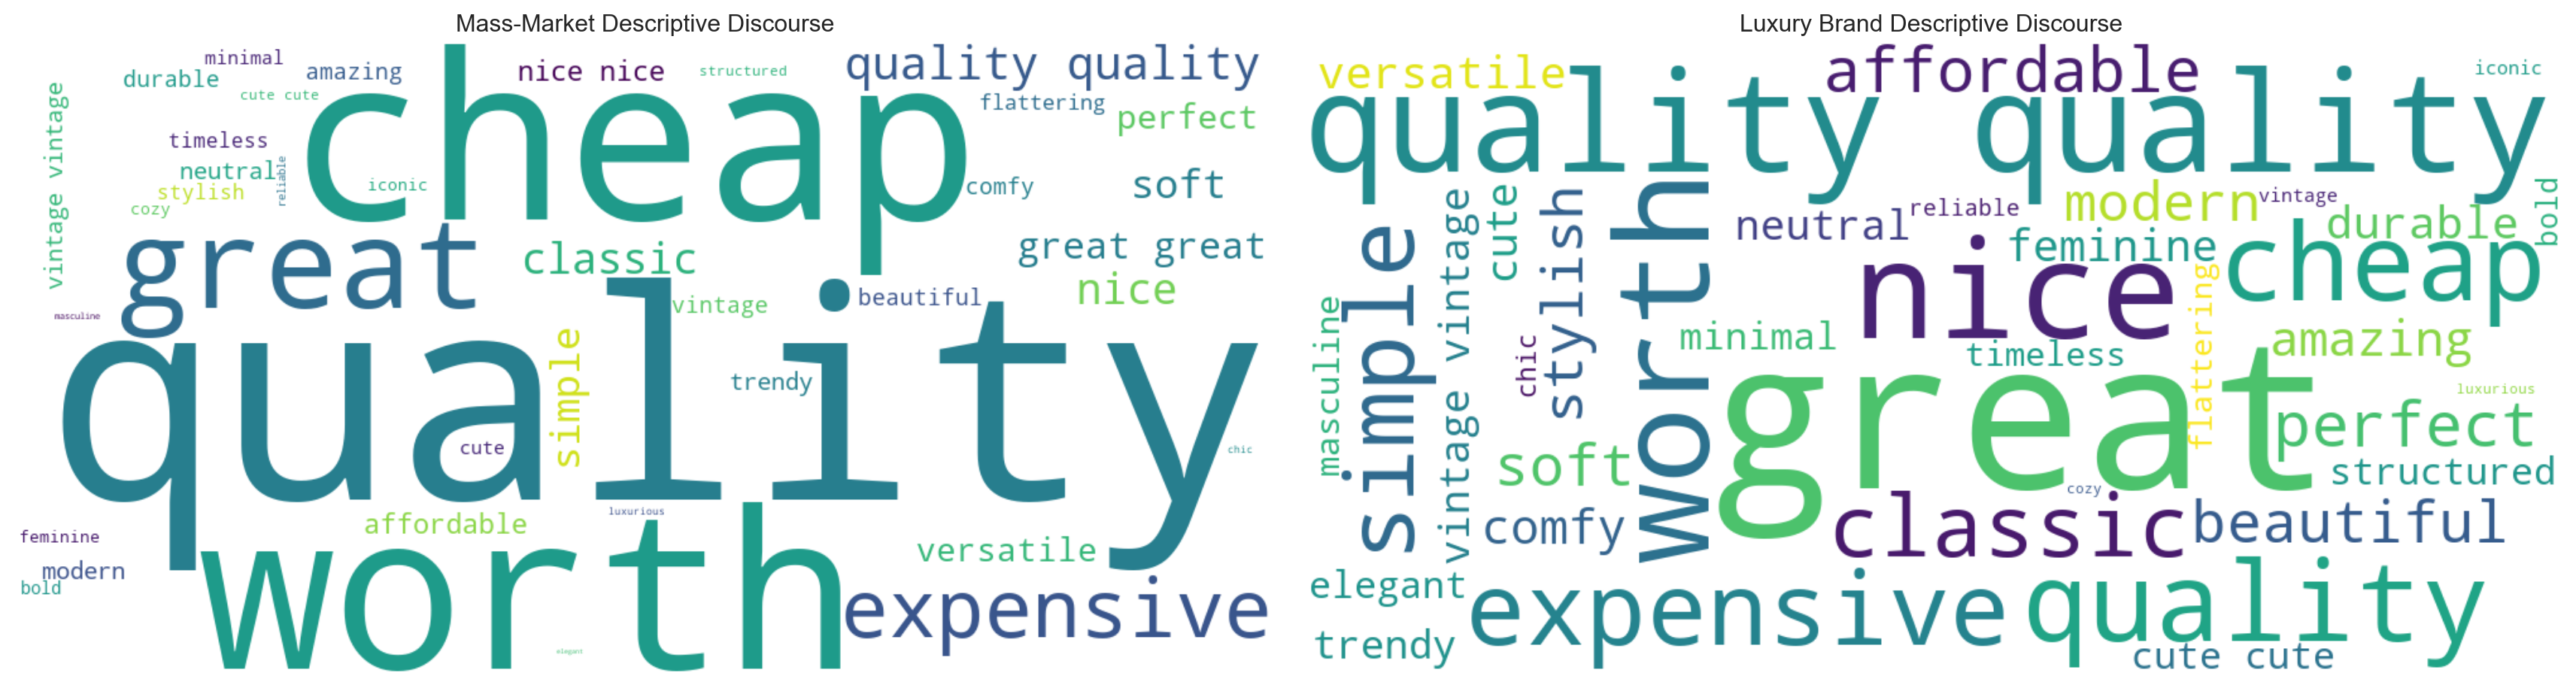 Mass-Market Descriptive Discourse
minimal
durable
amazing
nice nice
structured
quality quality
cute cute
cheap
flattering
perfect
vintage vintage
timeless
neutral
reliable
iconic
stylish
cozy
comfy
soft
great
classic
great great
nice
vintage
beautiful
masculine
quality
simple
trendy
cute
chic
luxurious
affordable
worth
versatile
feminine
modern
bold
expensive
elegant
Luxury Brand Descriptive Discourse
versatile
affordable
iconic
quality quality
simple
vintage vintage
cute
stylish
worth
neutral
reliable
modern
vintage
durable
bold
feminine
cheap
nice
masculine
chic
minimal
timeless
flattering
amazing
great
luxurious
perfect
soft
structured
cozy
comfy
classic
beautiful
elegant
expensive
quality
trendy
cute cute